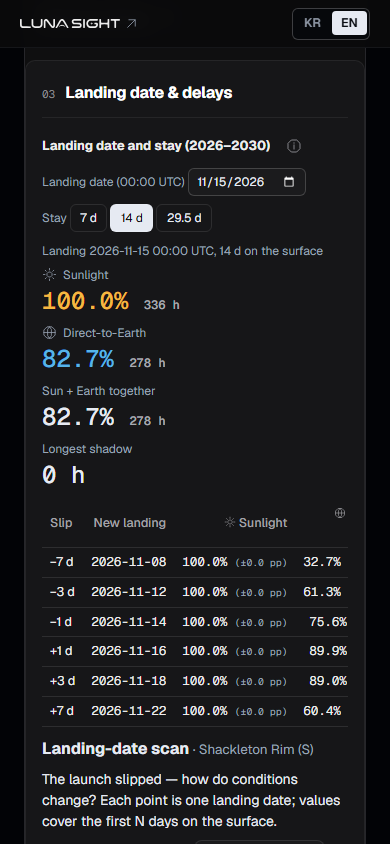 LUNA SIGHT ↗
KR EN
03 Landing date & delays
Landing date and stay (2026–2030)
Landing date (00:00 UTC) 11/15/2026
Stay 7 d 14 d 29.5 d
Landing 2026-11-15 00:00 UTC, 14 d on the surface
Sunlight
100.0% 336 h
Direct-to-Earth
82.7% 278 h
Sun + Earth together
82.7% 278 h
Longest shadow
0 h
Slip New landing Sunlight
−7 d 2026-11-08 100.0% (±0.0 pp) 32.7%
−3 d 2026-11-12 100.0% (±0.0 pp) 61.3%
−1 d 2026-11-14 100.0% (±0.0 pp) 75.6%
+1 d 2026-11-16 100.0% (±0.0 pp) 89.9%
+3 d 2026-11-18 100.0% (±0.0 pp) 89.0%
+7 d 2026-11-22 100.0% (±0.0 pp) 60.4%
Landing-date scan · Shackleton Rim (S)
The launch slipped — how do conditions
change? Each point is one landing date; values
cover the first N days on the surface.